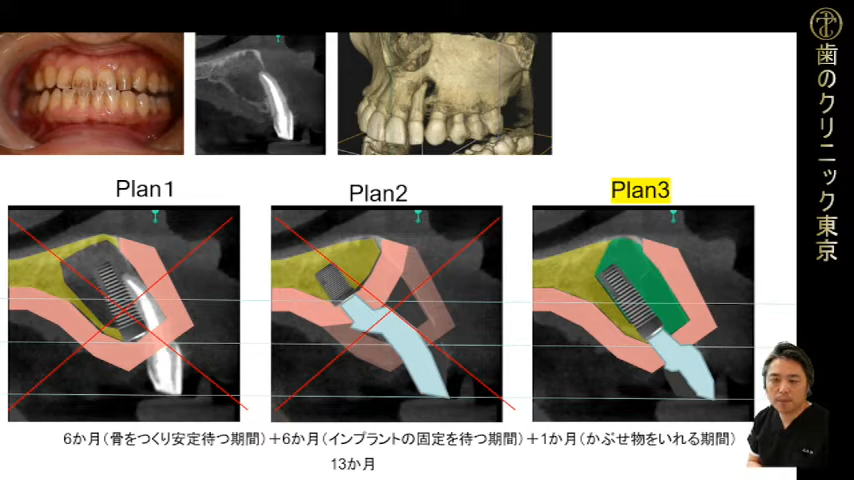 歯のクリニック東京
Plan1
Plan2
Plan3
6か月(骨をつくり安定待つ期間)+6か月(インプラントの固定を待つ期間)+1か月(かぶせ物をいれる期間)
13か月